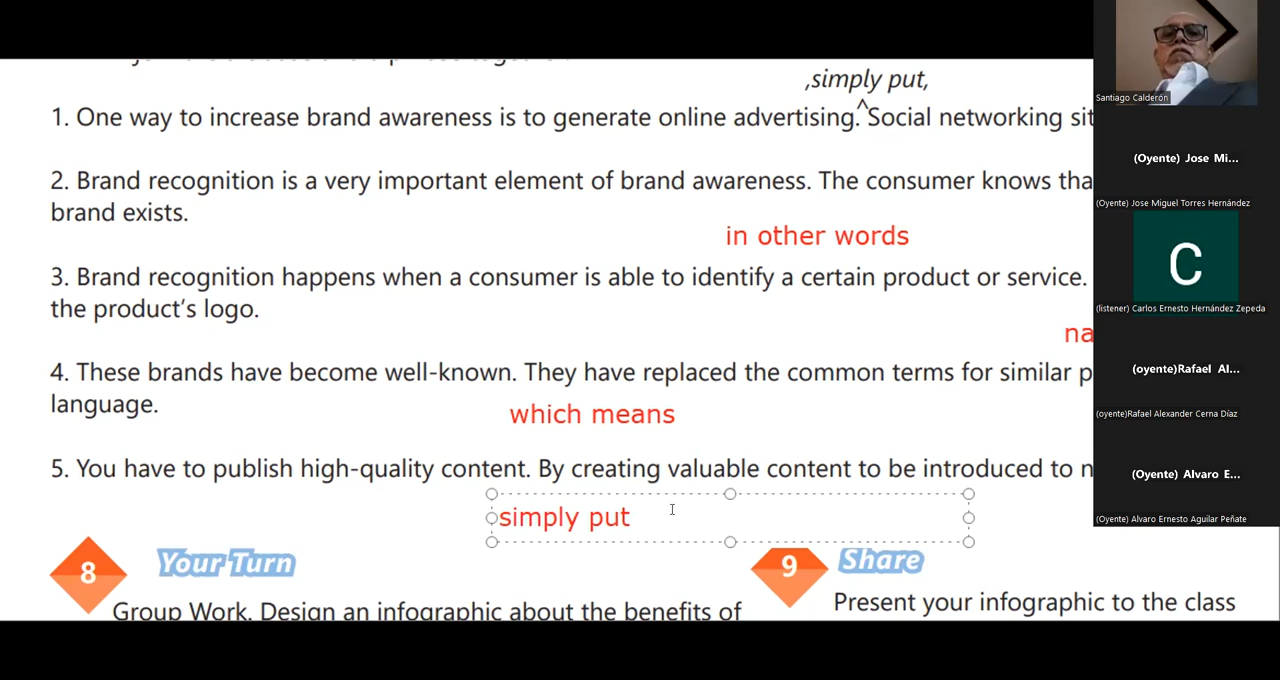 ,simply put,
^
1. One way to increase brand awareness is to generate online advertising. Social networking sit
2. Brand recognition is a very important element of brand awareness. The consumer knows tha
brand exists.
in other words
3. Brand recognition happens when a consumer is able to identify a certain product or service.
the product's logo.
na
4. These brands have become well-known. They have replaced the common terms for similar p
language.
which means
5. You have to publish high-quality content. By creating valuable content to be introduced to n
simply put
8 Your Turn
Group Work. Design an infographic about the benefits of
9 Share
Present your infographic to the class
Santiago Calderón
(Oyente) Jose Mi...
(Oyente) Jose Miguel Torres Hernández
C
(listener) Carlos Ernesto Hernández Zepeda
(oyente)Rafael Al...
(oyente)Rafael Alexander Cerna Díaz
(Oyente) Alvaro E...
(Oyente) Alvaro Ernesto Aguilar Peñate